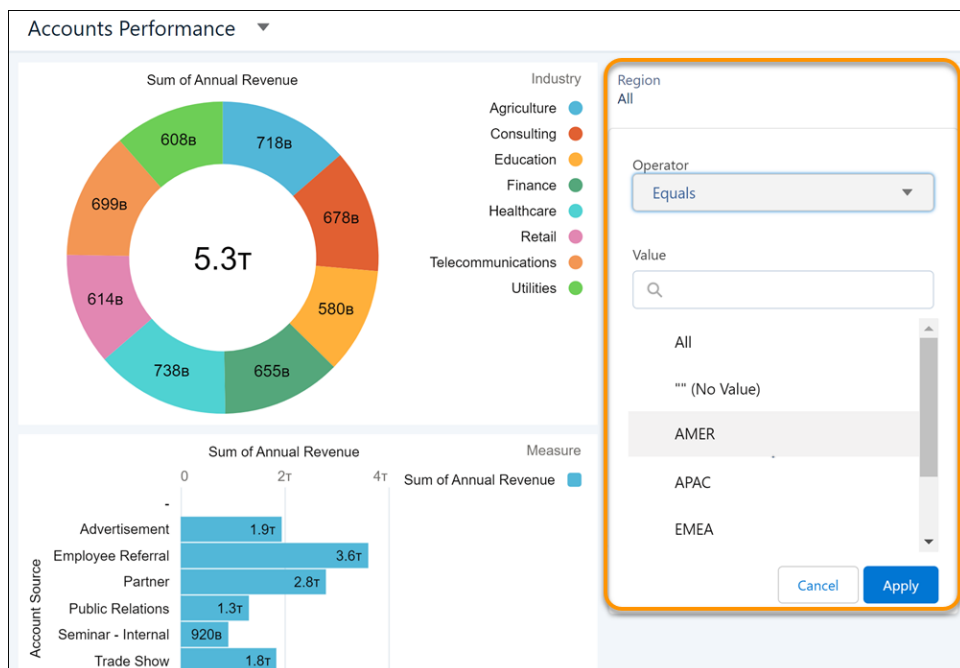 Accounts Performance
Sum of Annual Revenue
Industry
Agriculture
Consulting
Education
Finance
Healthcare
Retail
Telecommunications
Utilities
608B
718B
699B
678B
5.3T
614B
580B
738B
655B
Region
All
Operator
Equals
Value
All
"" (No Value)
AMER
APAC
EMEA
Cancel
Apply
Sum of Annual Revenue
Measure
0 2T 4T
Sum of Annual Revenue
Account Source
-
Advertisement 1.9T
Employee Referral 3.6T
Partner 2.8T
Public Relations 1.3T
Seminar - Internal 920B
Trade Show 1.8T